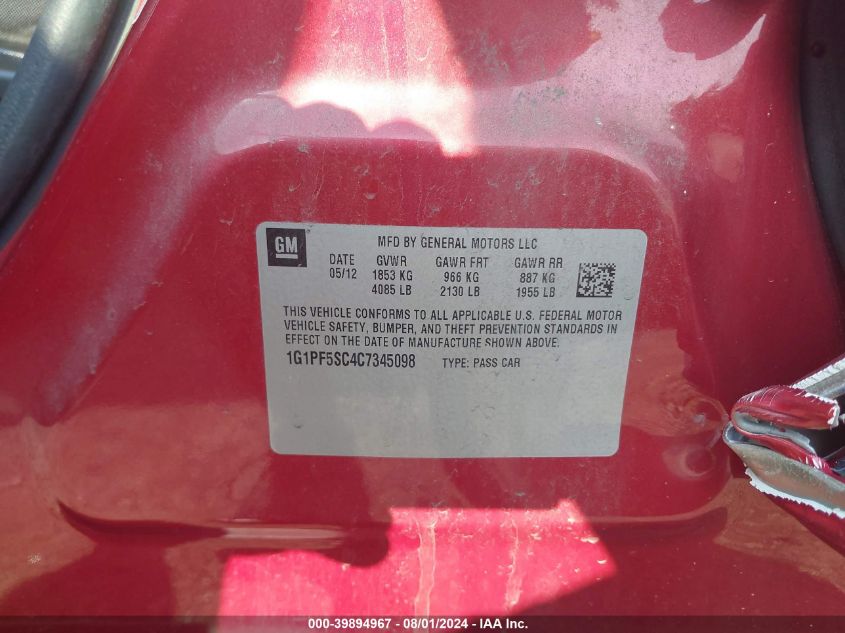 GM
MFD BY GENERAL MOTORS LLC
DATE GVWR GAWR FRT GAWR RR
05/12 1853 KG 966 KG 887 KG
4085 LB 2130 LB 1955 LB
THIS VEHICLE CONFORMS TO ALL APPLICABLE U.S. FEDERAL MOTOR
VEHICLE SAFETY, BUMPER, AND THEFT PREVENTION STANDARDS IN
EFFECT ON THE DATE OF MANUFACTURE SHOWN ABOVE.
1G1PF5SC4C7345098 TYPE: PASS CAR
000-39894967 - 08/01/2024 - IAA Inc.